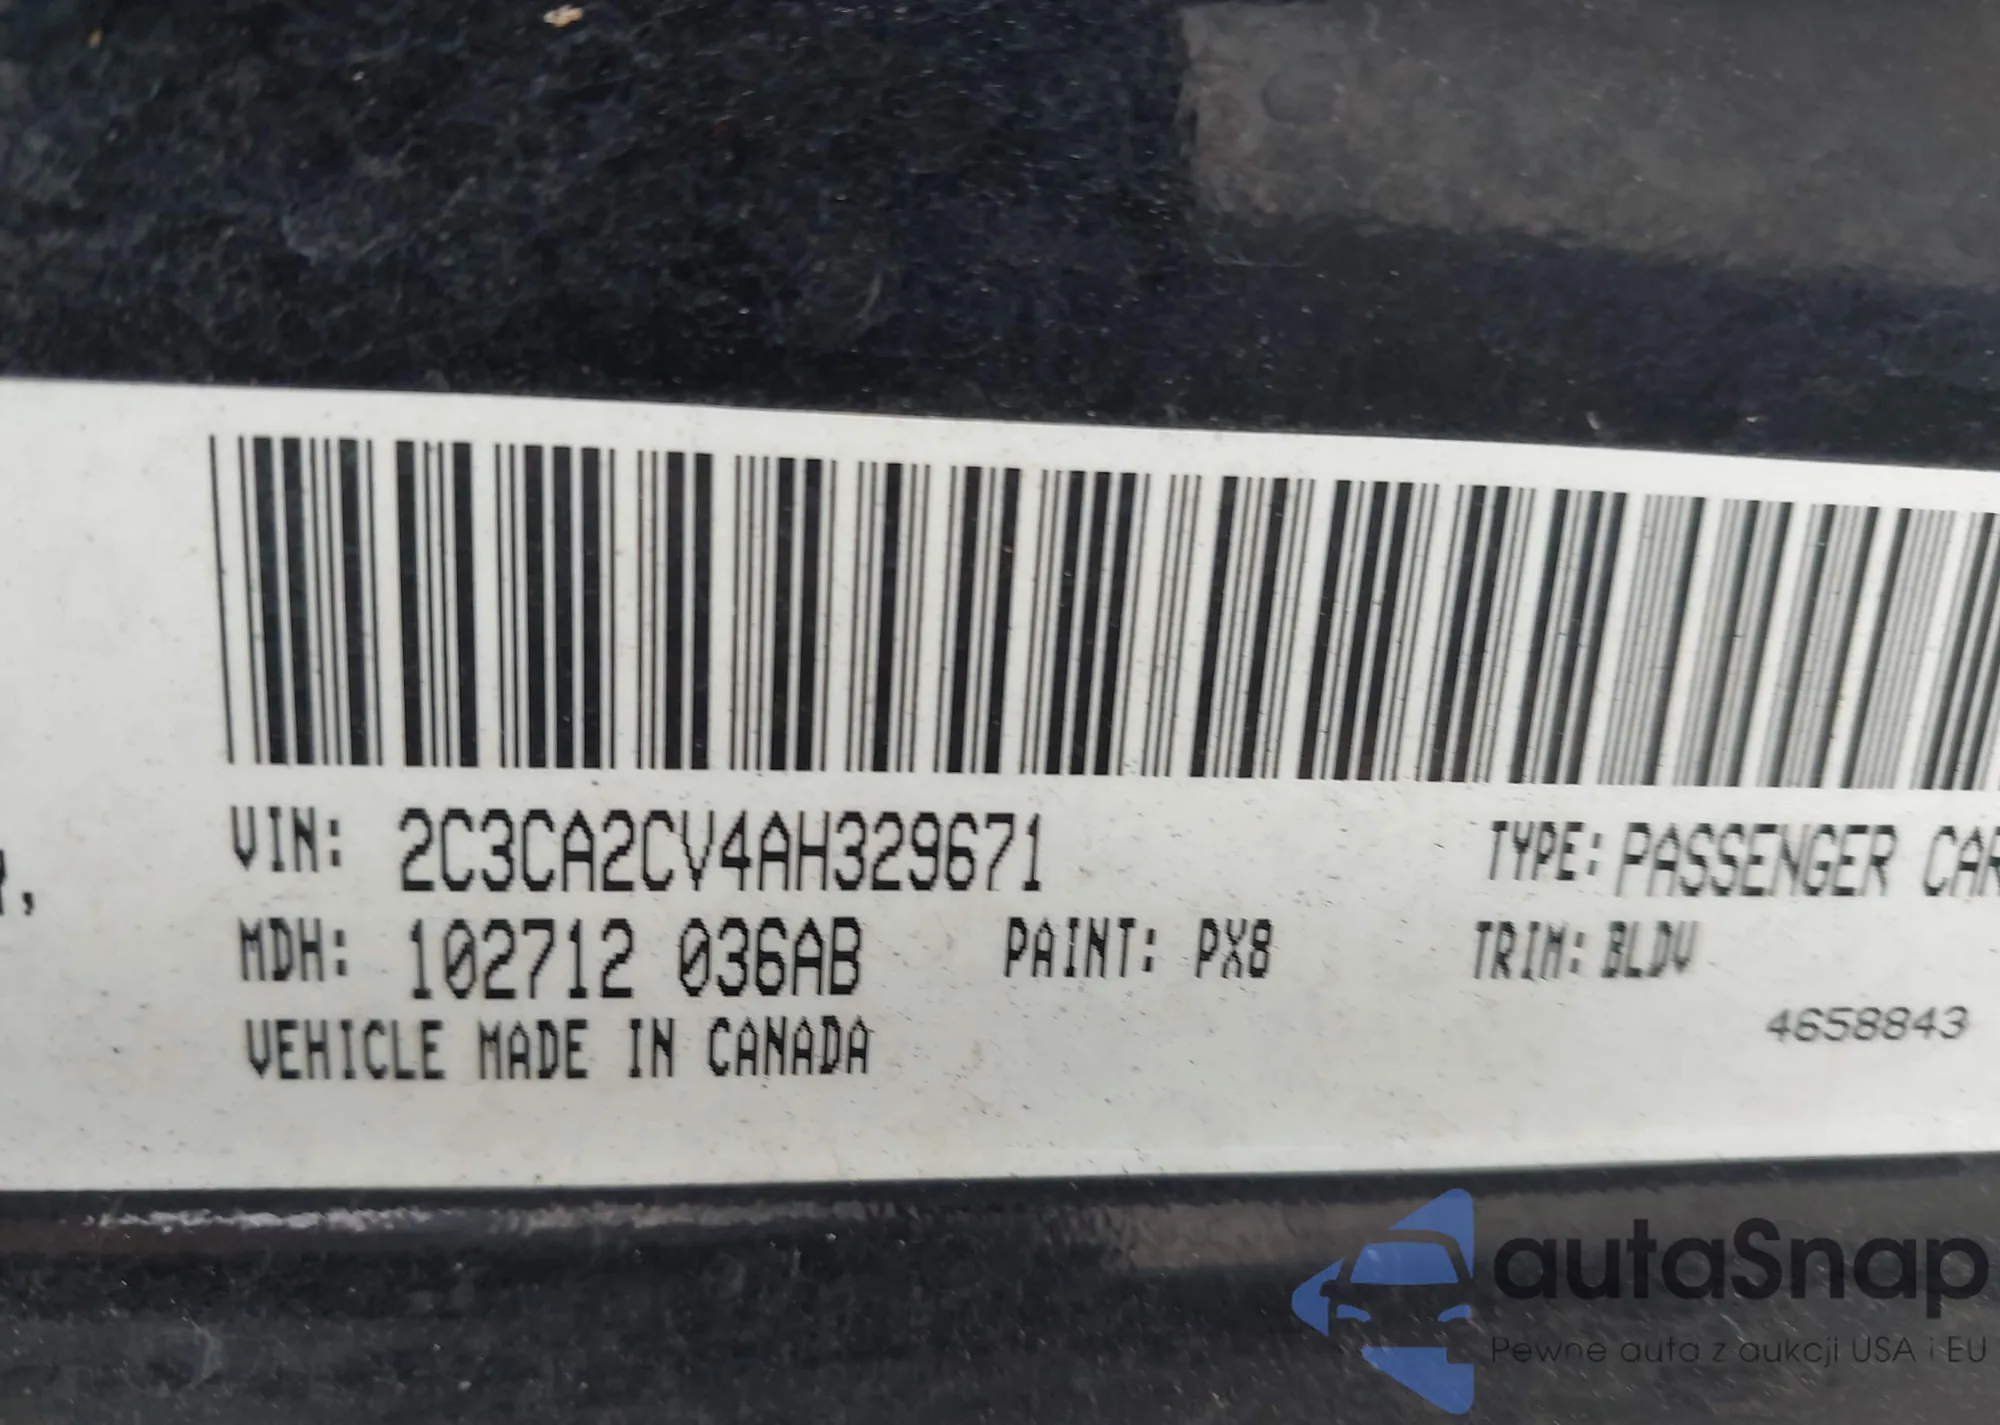 VIN: 2C3CA2CV4AH329671 TYPE: PASSENGER CAR
MDH: 102712 036AB PAINT: PX8 TRIM: BLDV
4658843
VEHICLE MADE IN CANADA
autaSnap
Pewne auta z aukcji USA i EU